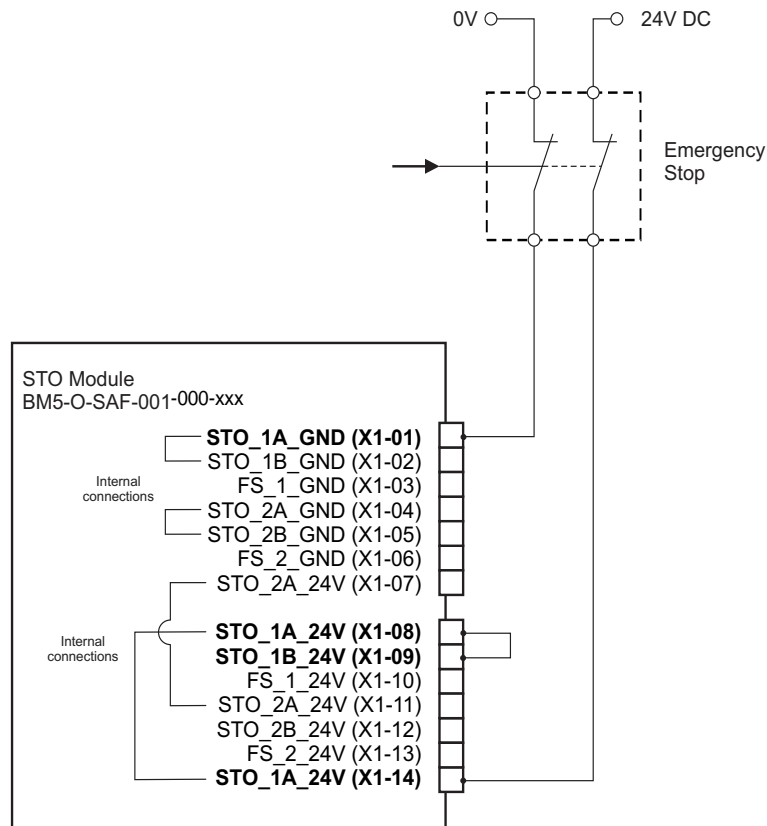 0V
24V DC
Emergency
Stop
STO Module
BM5-O-SAF-001-000-xxx
STO_1A_GND (X1-01)
STO_1B_GND (X1-02)
Internal
connections
FS_1_GND (X1-03)
STO_2A_GND (X1-04)
STO_2B_GND (X1-05)
FS_2_GND (X1-06)
STO_2A_24V (X1-07)
STO_1A_24V (X1-08)
Internal
connections
STO_1B_24V (X1-09)
FS_1_24V (X1-10)
STO_2A_24V (X1-11)
STO_2B_24V (X1-12)
FS_2_24V (X1-13)
STO_1A_24V (X1-14)